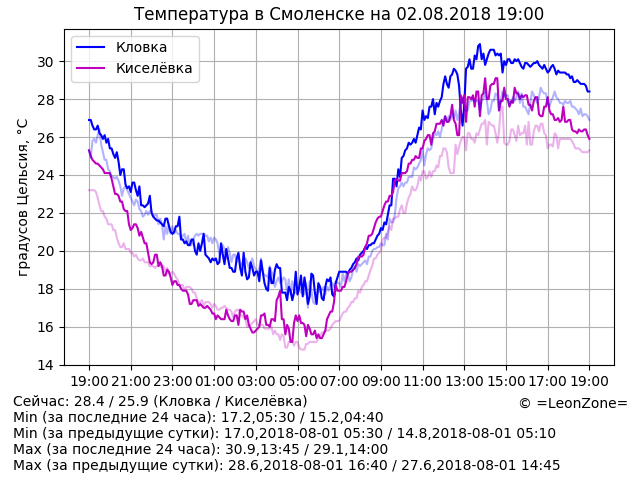 Температура в Смоленске на 02.08.2018 19:00
Кловка
Киселёвка
градусов Цельсия, °C
30
28
26
24
22
20
18
16
14
19:00 21:00 23:00 01:00 03:00 05:00 07:00 09:00 11:00 13:00 15:00 17:00 19:00
Сейчас: 28.4 / 25.9 (Кловка / Киселёвка)
© =LeonZone=
Min (за последние 24 часа): 17.2,05:30 / 15.2,04:40
Min (за предыдущие сутки): 17.0,2018-08-01 05:30 / 14.8,2018-08-01 05:10
Max (за последние 24 часа): 30.9,13:45 / 29.1,14:00
Max (за предыдущие сутки): 28.6,2018-08-01 16:40 / 27.6,2018-08-01 14:45